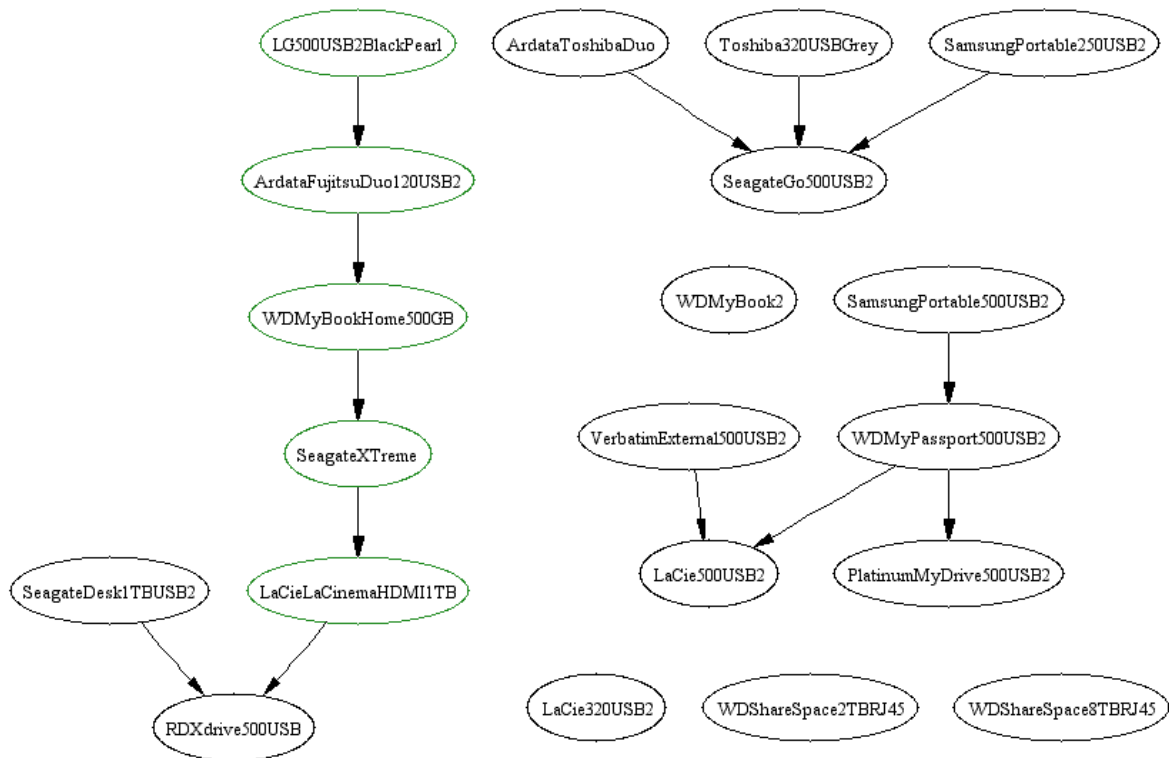 LG500USB2BlackPearl
ArdataToshibaDuo
Toshiba320USBGrey
SamsungPortable250USB2
ArdataFujitsuDuo120USB2
SeagateGo500USB2
WDMyBookHome500GB
WDMyBook2
SamsungPortable500USB2
SeagateXTreme
VerbatimExternal500USB2
WDMyPassport500USB2
SeagateDesk1TBUSB2
LaCieLaCinemaHDMI1TB
LaCie500USB2
PlatinumMyDrive500USB2
RDXdrive500USB
LaCie320USB2
WDShareSpace2TBRJ45
WDShareSpace8TBRJ45